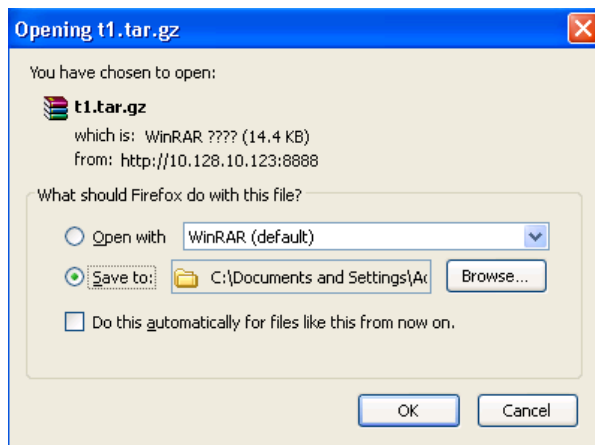 Opening t1.tar.gz
You have chosen to open:
t1.tar.gz
which is: WinRAR ???? (14.4 KB)
from: http://10.128.10.123:8888
What should Firefox do with this file?
Open with WinRAR (default)
Save to: C:\Documents and Settings\Ad Browse...
Do this automatically for files like this from now on.
OK Cancel